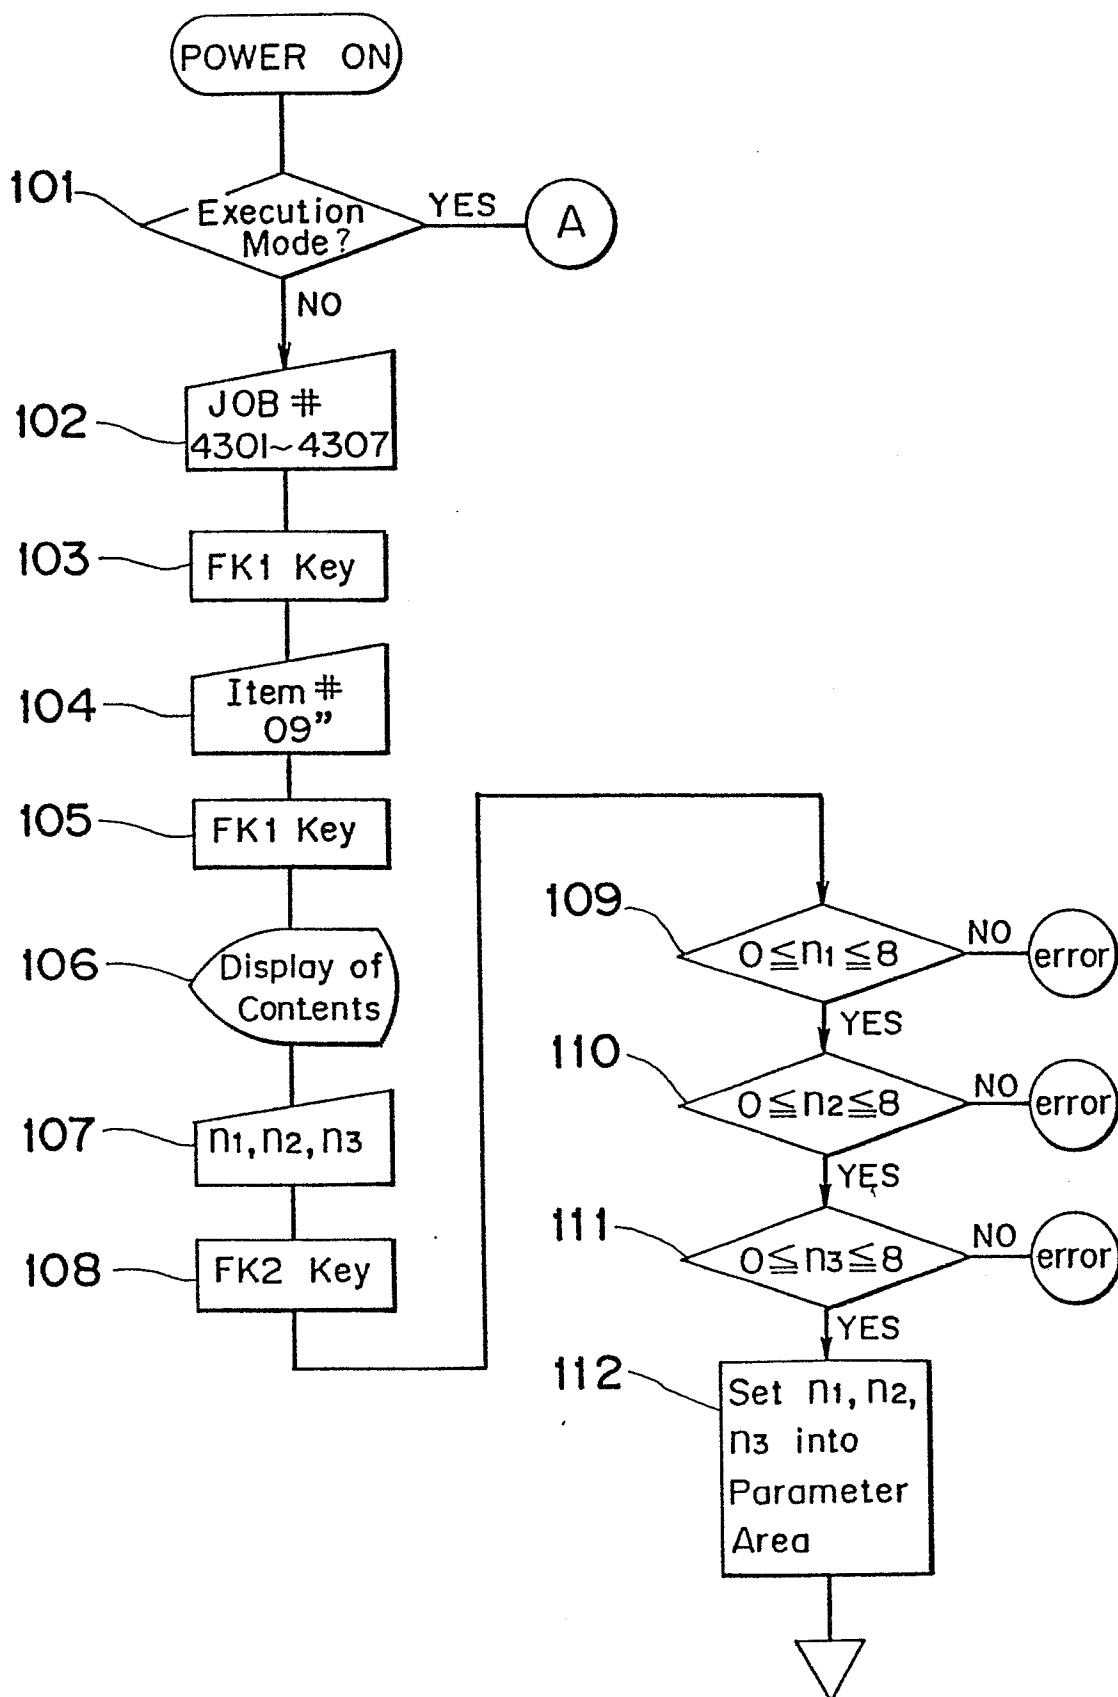 POWER ON
101
Execution
Mode?
YES
A
NO
102
JOB #
4301~4307
103
FK1 Key
104
Item #
09”
105
FK1 Key
106
Display of
Contents
107
n1, n2, n3
108
FK2 Key
109
0≦n1≦8
NO
error
YES
110
0≦n2≦8
NO
error
YES
111
0≦n3≦8
NO
error
YES
112
Set n1, n2,
n3 into
Parameter
Area